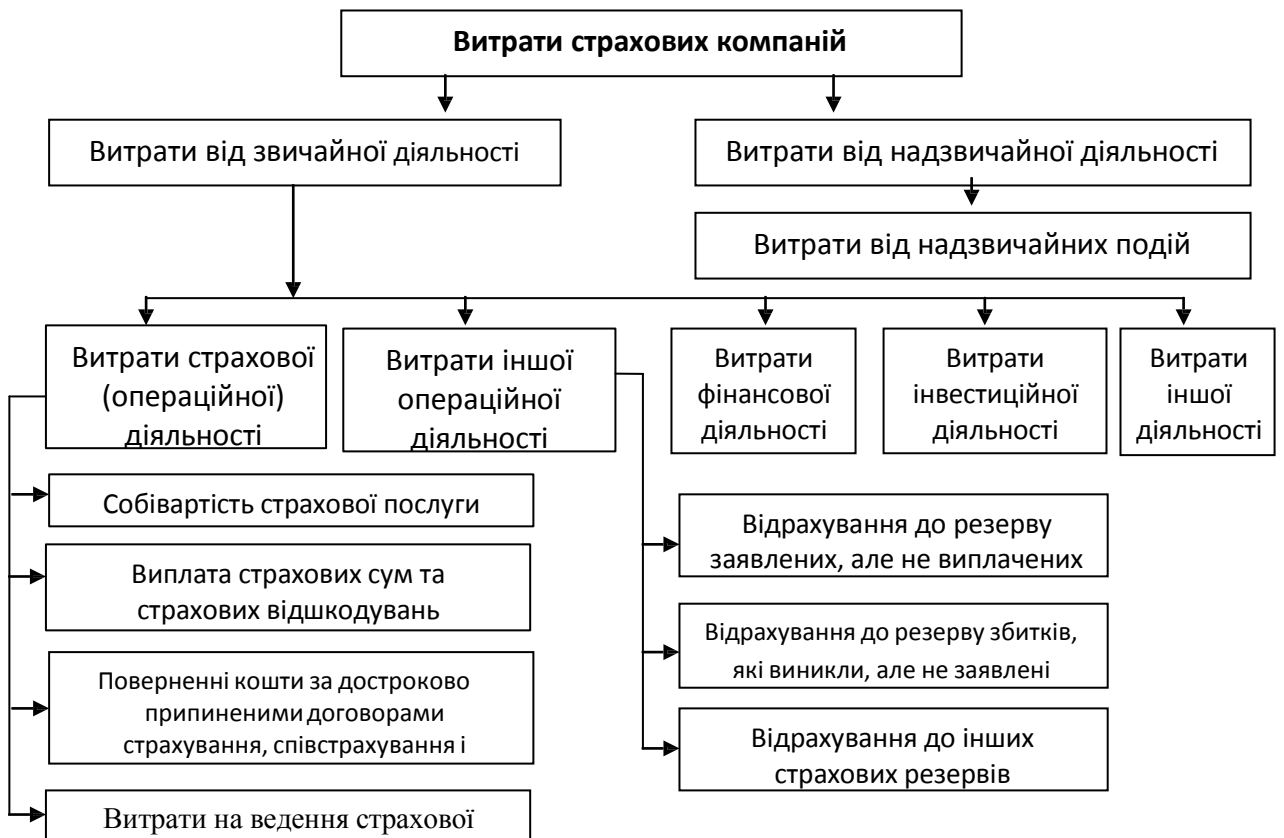 Витрати страхових компаній
Витрати від звичайної діяльності
Витрати від надзвичайної діяльності
Витрати від надзвичайних подій
Витрати страхової
(операційної)
діяльності
Витрати іншої
операційної
діяльності
Витрати
фінансової
діяльності
Витрати
інвестиційної
діяльності
Витрати
іншої
діяльності
Собівартість страхової послуги
Виплата страхових сум та
страхових відшкодувань
Поверненні кошти за достроково
припиненими договорами
страхування, співстрахування і
Витрати на ведення страхової
Відрахування до резерву
заявлених, але не виплачених
Відрахування до резерву збитків,
які виникли, але не заявлені
Відрахування до інших
страхових резервів